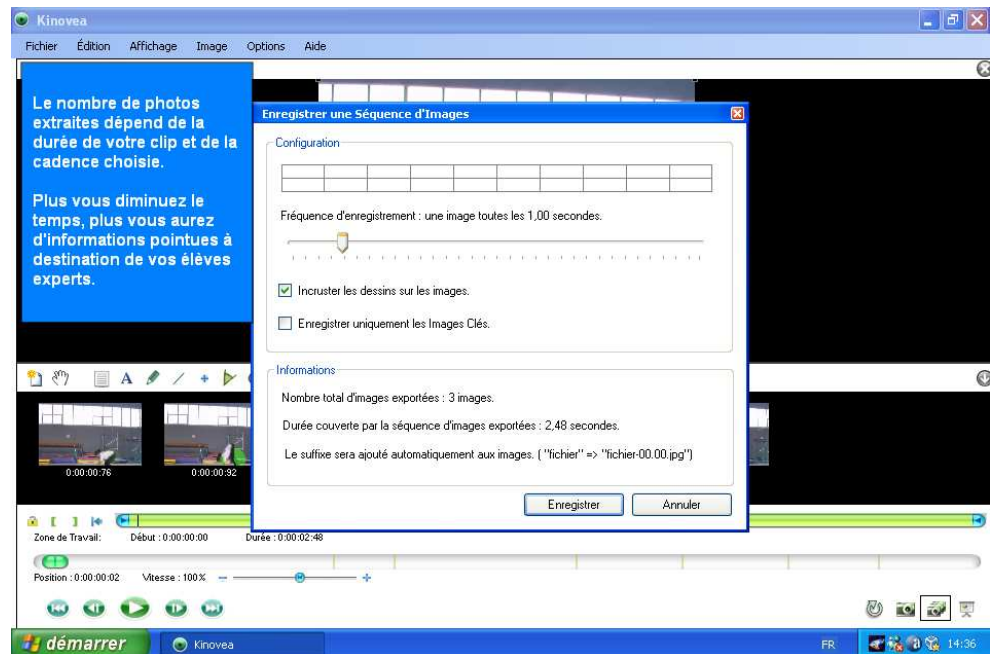 Kinovea
Fichier Édition Affichage Image Options Aide
Le nombre de photos
extraites dépend de la
durée de votre clip et de la
cadence choisie.
Plus vous diminuez le
temps, plus vous aurez
d'informations pointues à
destination de vos élèves
experts.
Enregistrer une Séquence d'Images
Configuration
Fréquence d'enregistrement : une image toutes les 1,00 secondes.
Incruster les dessins sur les images.
Enregistrer uniquement les Images Clés.
Informations
Nombre total d'images exportées : 3 images.
Durée couverte par la séquence d'images exportées : 2,48 secondes.
Le suffixe sera ajouté automatiquement aux images. ( "fichier" => "fichier-00.00.jpg")
Enregistrer Annuler
A
0:00:00:76 0:00:00:92
Zone de Travail: Début : 0:00:00:00 Durée : 0:00:02:48
Position : 0:00:00:02 Vitesse : 100 %
démarrer Kinovea FR 14:36